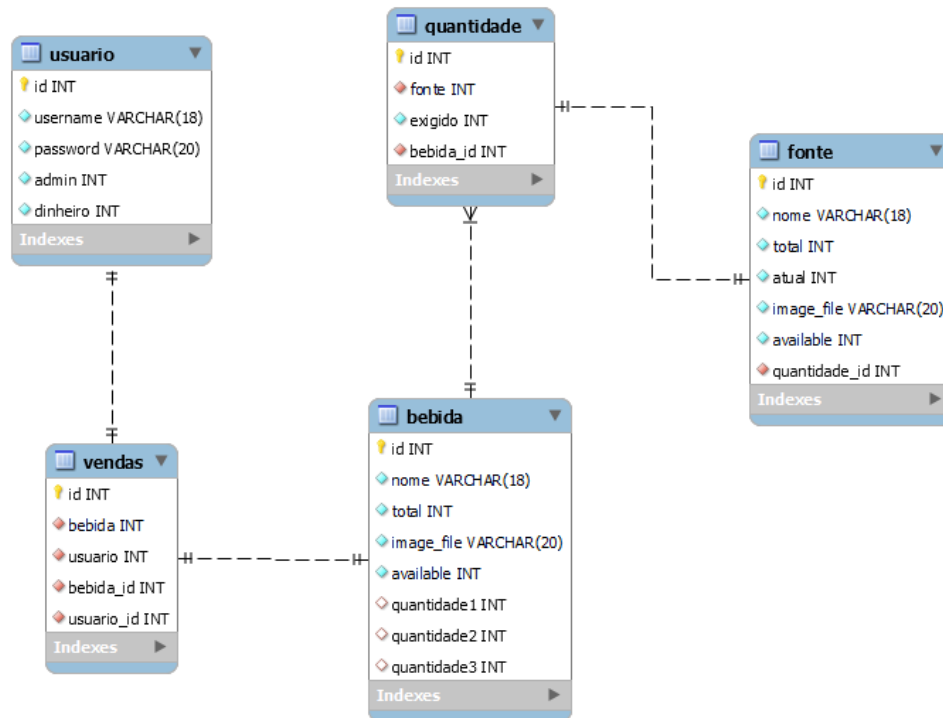 usuario
id INT
username VARCHAR(18)
password VARCHAR(20)
admin INT
dinheiro INT
Indexes
quantidade
id INT
fonte INT
exigido INT
bebida_id INT
Indexes
fonte
id INT
nome VARCHAR(18)
total INT
atual INT
image_file VARCHAR(20)
available INT
quantidade_id INT
Indexes
vendas
id INT
bebida INT
usuario INT
bebida_id INT
usuario_id INT
Indexes
bebida
id INT
nome VARCHAR(18)
total INT
image_file VARCHAR(20)
available INT
quantidade1 INT
quantidade2 INT
quantidade3 INT
Indexes